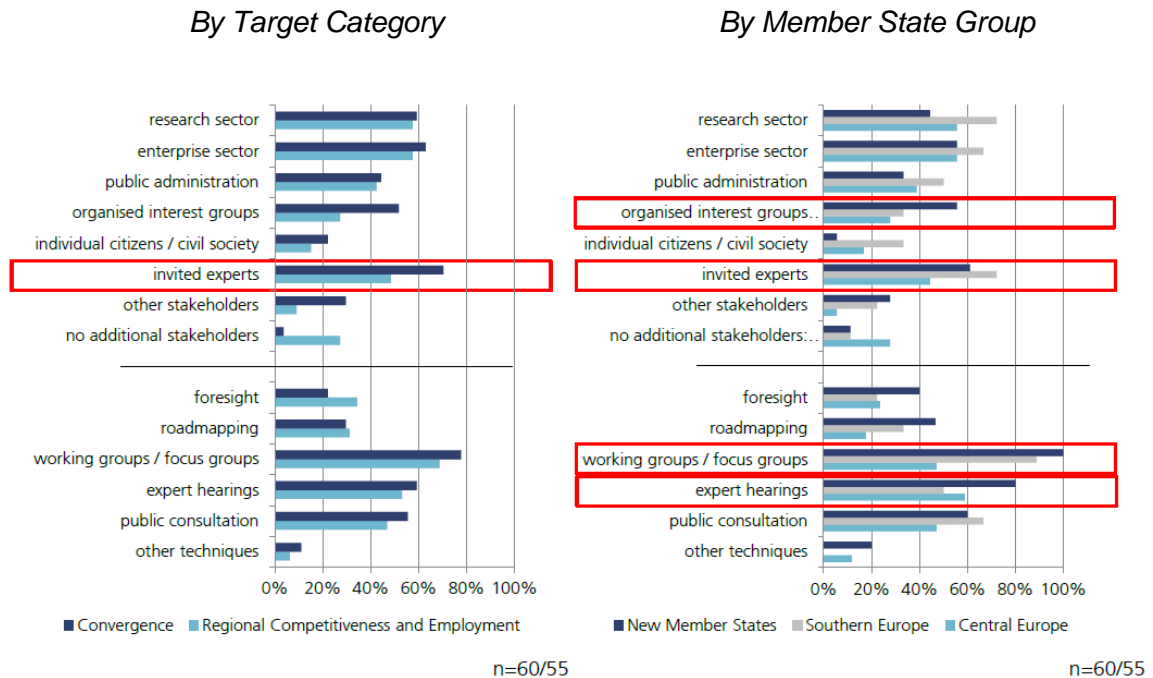 By Target Category
research sector
enterprise sector
public administration
organised interest groups
individual citizens / civil society
invited experts
other stakeholders
no additional stakeholders
foresight
roadmapping
working groups / focus groups
expert hearings
public consultation
other techniques
0% 20% 40% 60% 80% 100%
Convergence Regional Competitiveness and Employment
n=60/55
By Member State Group
research sector
enterprise sector
public administration
organised interest groups..
individual citizens / civil society
invited experts
other stakeholders
no additional stakeholders:..
foresight
roadmapping
working groups / focus groups
expert hearings
public consultation
other techniques
0% 20% 40% 60% 80% 100%
New Member States Southern Europe Central Europe
n=60/55